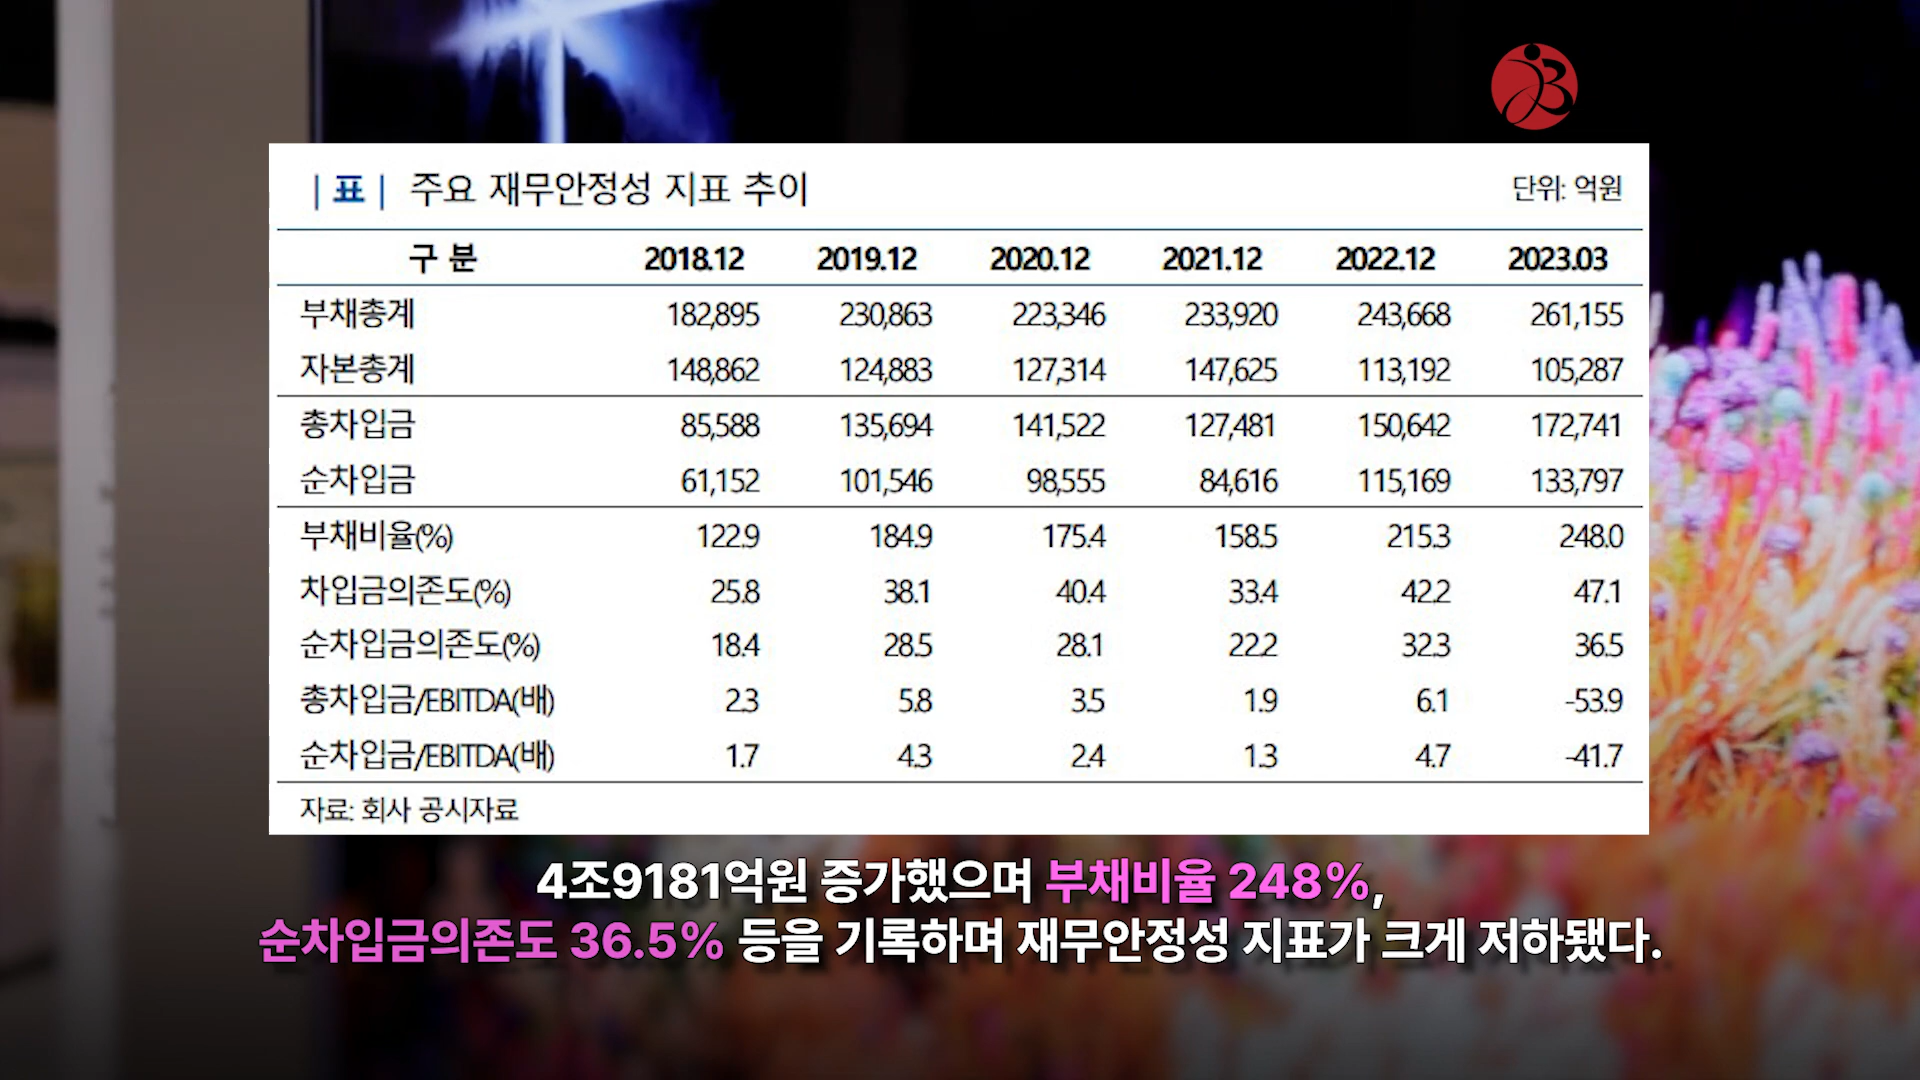 | 표 | 주요 재무안정성 지표 추이 단위: 억원
구 분 2018.12 2019.12 2020.12 2021.12 2022.12 2023.03
부채총계 182,895 230,863 223,346 233,920 243,668 261,155
자본총계 148,862 124,883 127,314 147,625 113,192 105,287
총차입금 85,588 135,694 141,522 127,481 150,642 172,741
순차입금 61,152 101,546 98,555 84,616 115,169 133,797
부채비율(%) 122.9 184.9 175.4 158.5 215.3 248.0
차입금의존도(%) 25.8 38.1 40.4 33.4 42.2 47.1
순차입금의존도(%) 18.4 28.5 28.1 22.2 32.3 36.5
총차입금/EBITDA(배) 2.3 5.8 3.5 1.9 6.1 -53.9
순차입금/EBITDA(배) 1.7 4.3 2.4 1.3 4.7 -41.7
자료: 회사 공시자료
4조9181억원 증가했으며 부채비율 248%,
순차입금의존도 36.5% 등을 기록하며 재무안정성 지표가 크게 저하됐다.